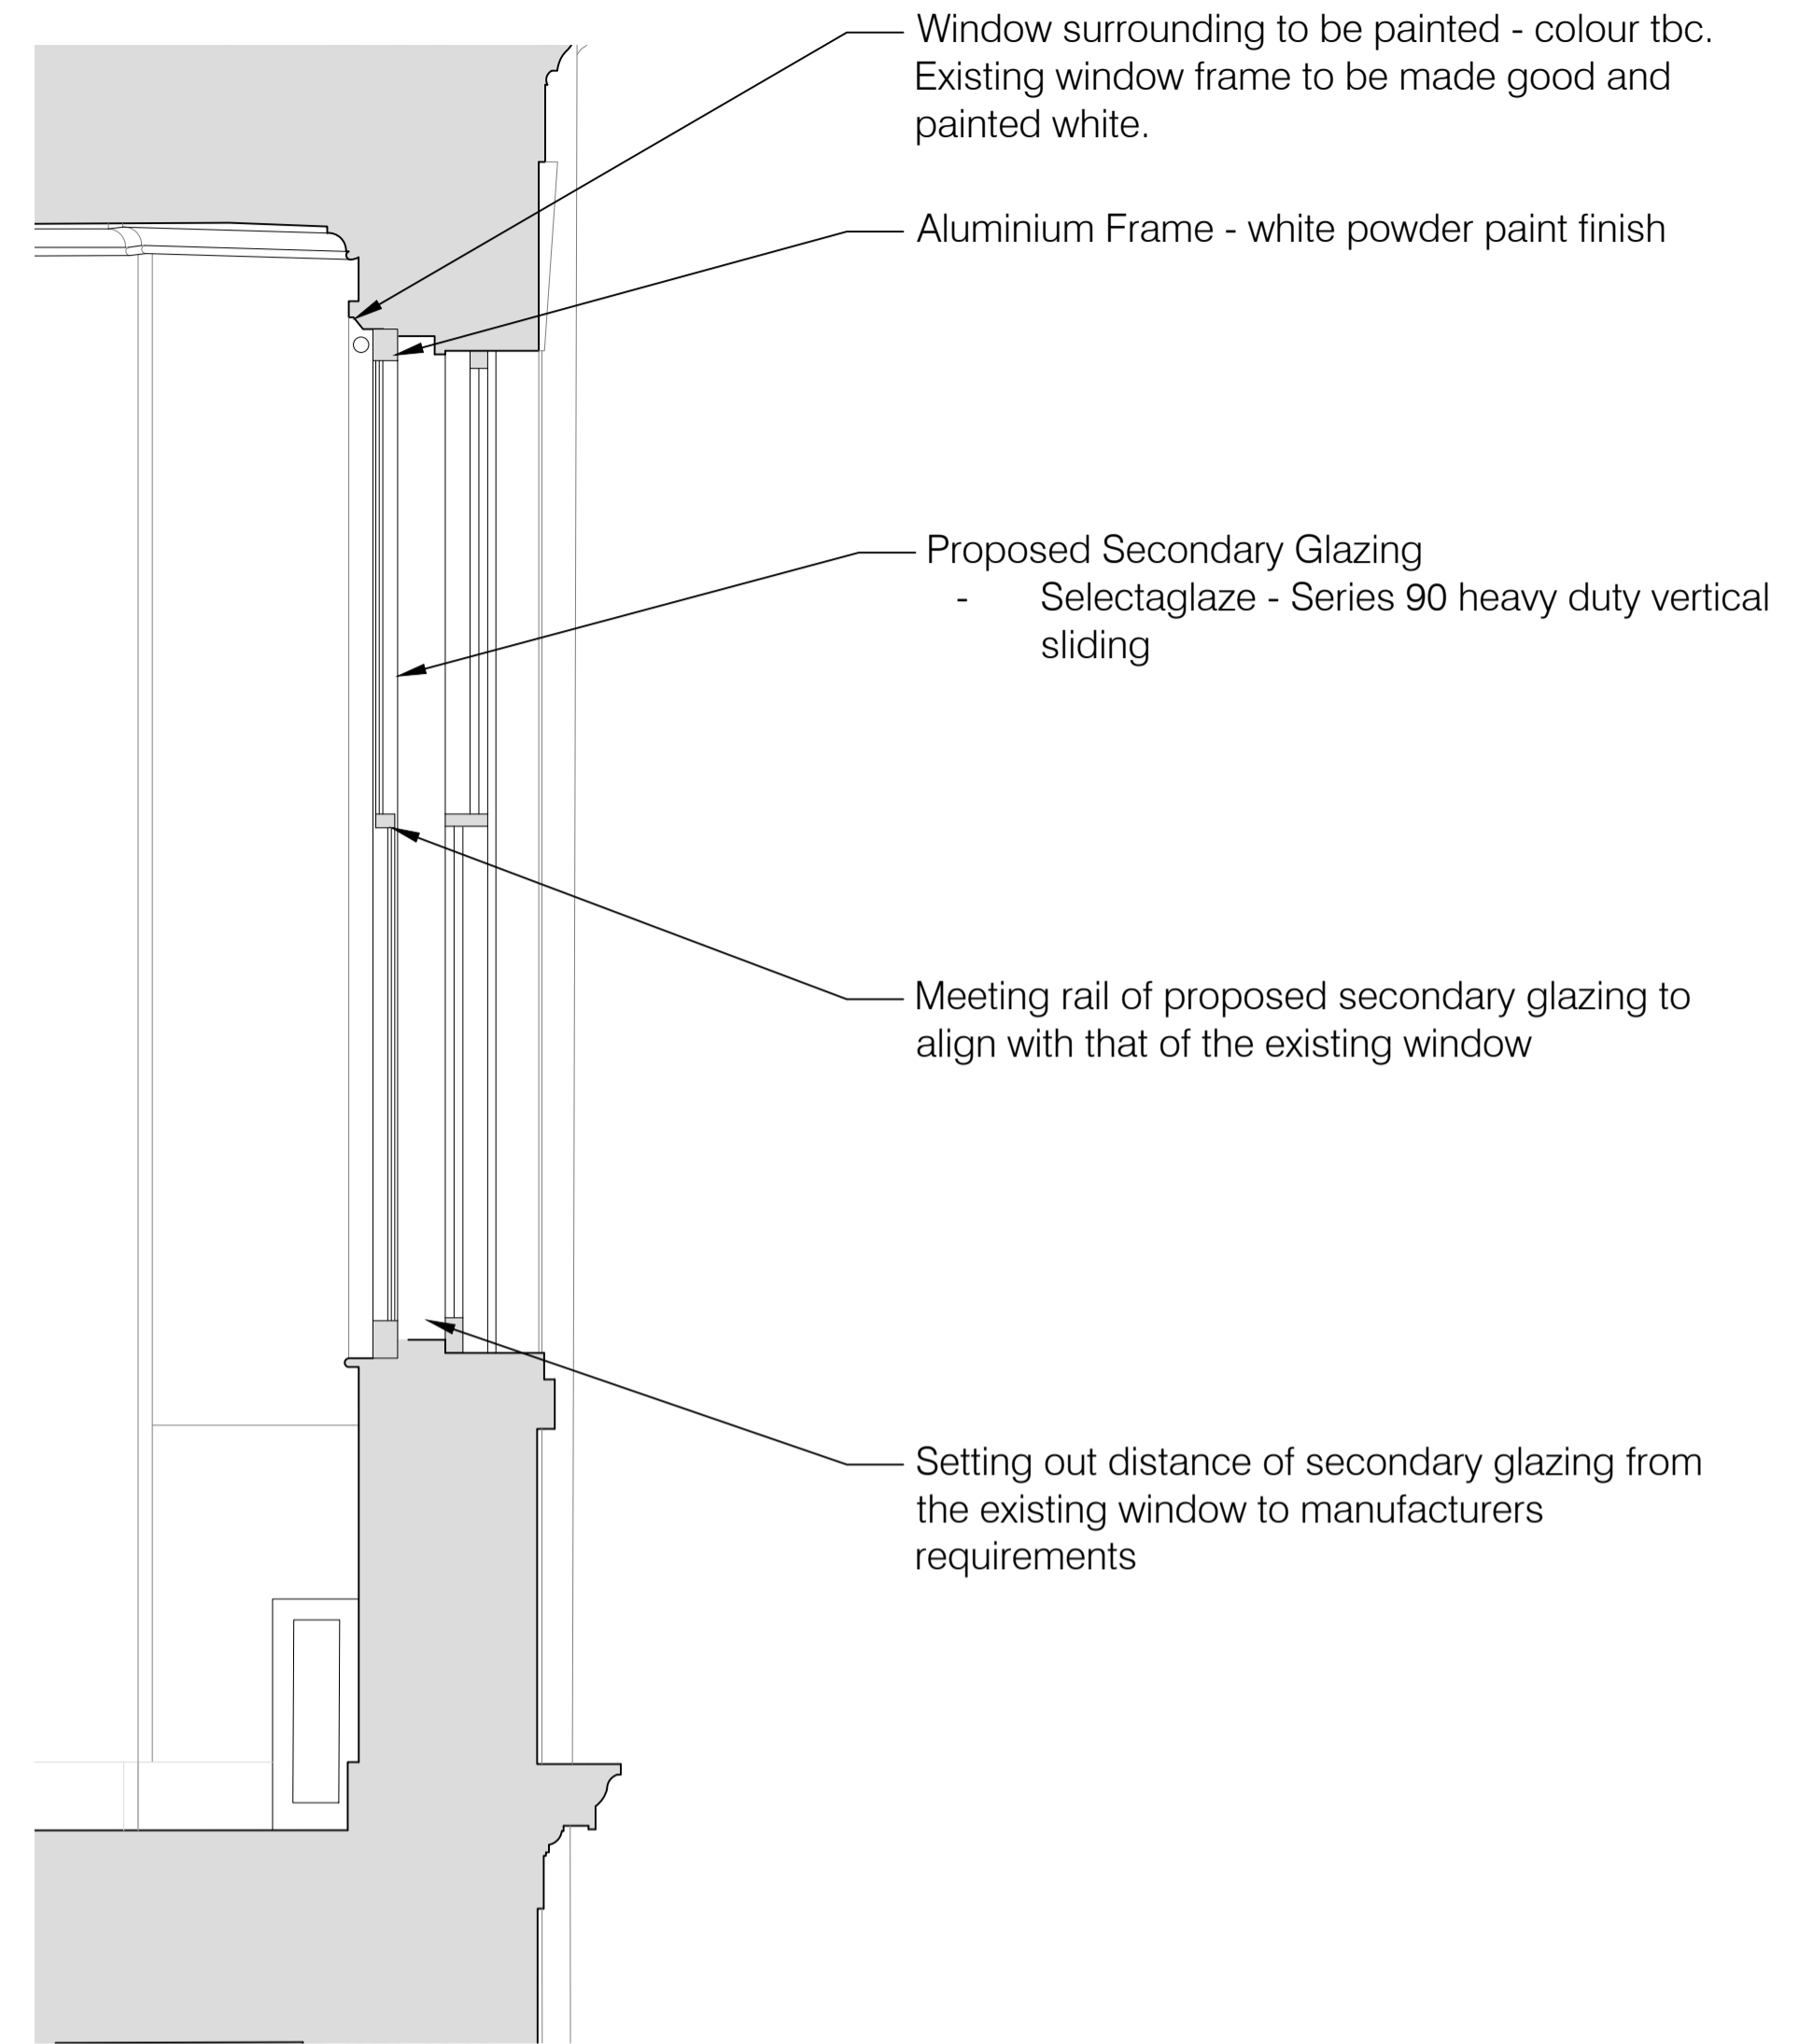 Window surrounding to be painted - colour tbc.
Existing window frame to be made good and
painted white.
Aluminium Frame - white powder paint finish
Proposed Secondary Glazing
- Selectaglaze - Series 90 heavy duty vertical
sliding
Meeting rail of proposed secondary glazing to
align with that of the existing window
Setting out distance of secondary glazing from
the existing window to manufacturers
requirements